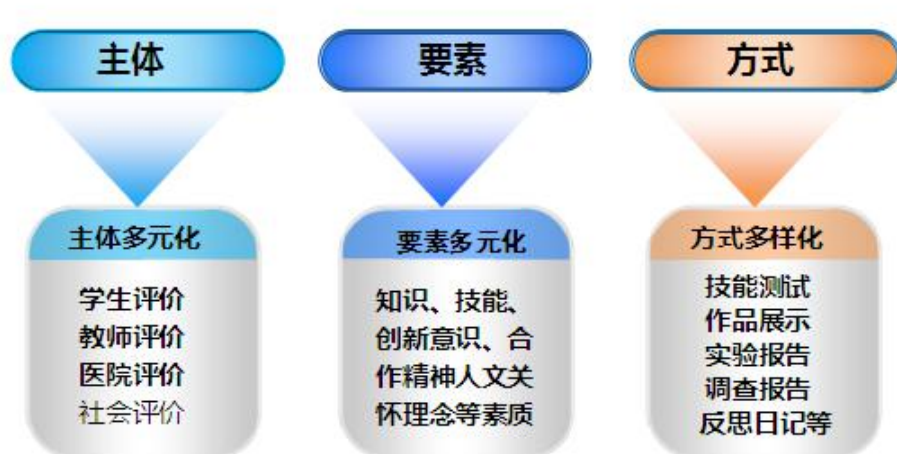 主体
要素
方式
主体多元化
学生评价
教师评价
医院评价
社会评价
要素多元化
知识、技能、
创新意识、合
作精神人文关
怀理念等素质
方式多样化
技能测试
作品展示
实验报告
调查报告
反思日记等